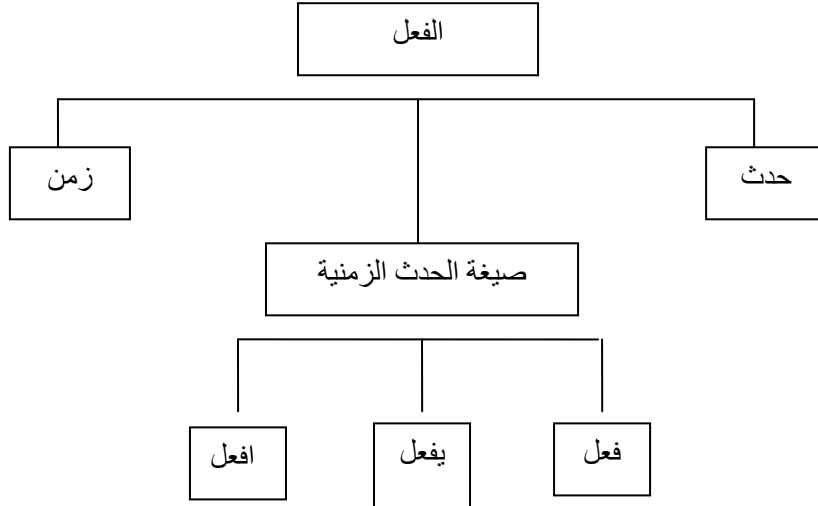 الفعل
حدث
زمن
صيغة الحدث الزمنية
فعل
يفعل
افعل